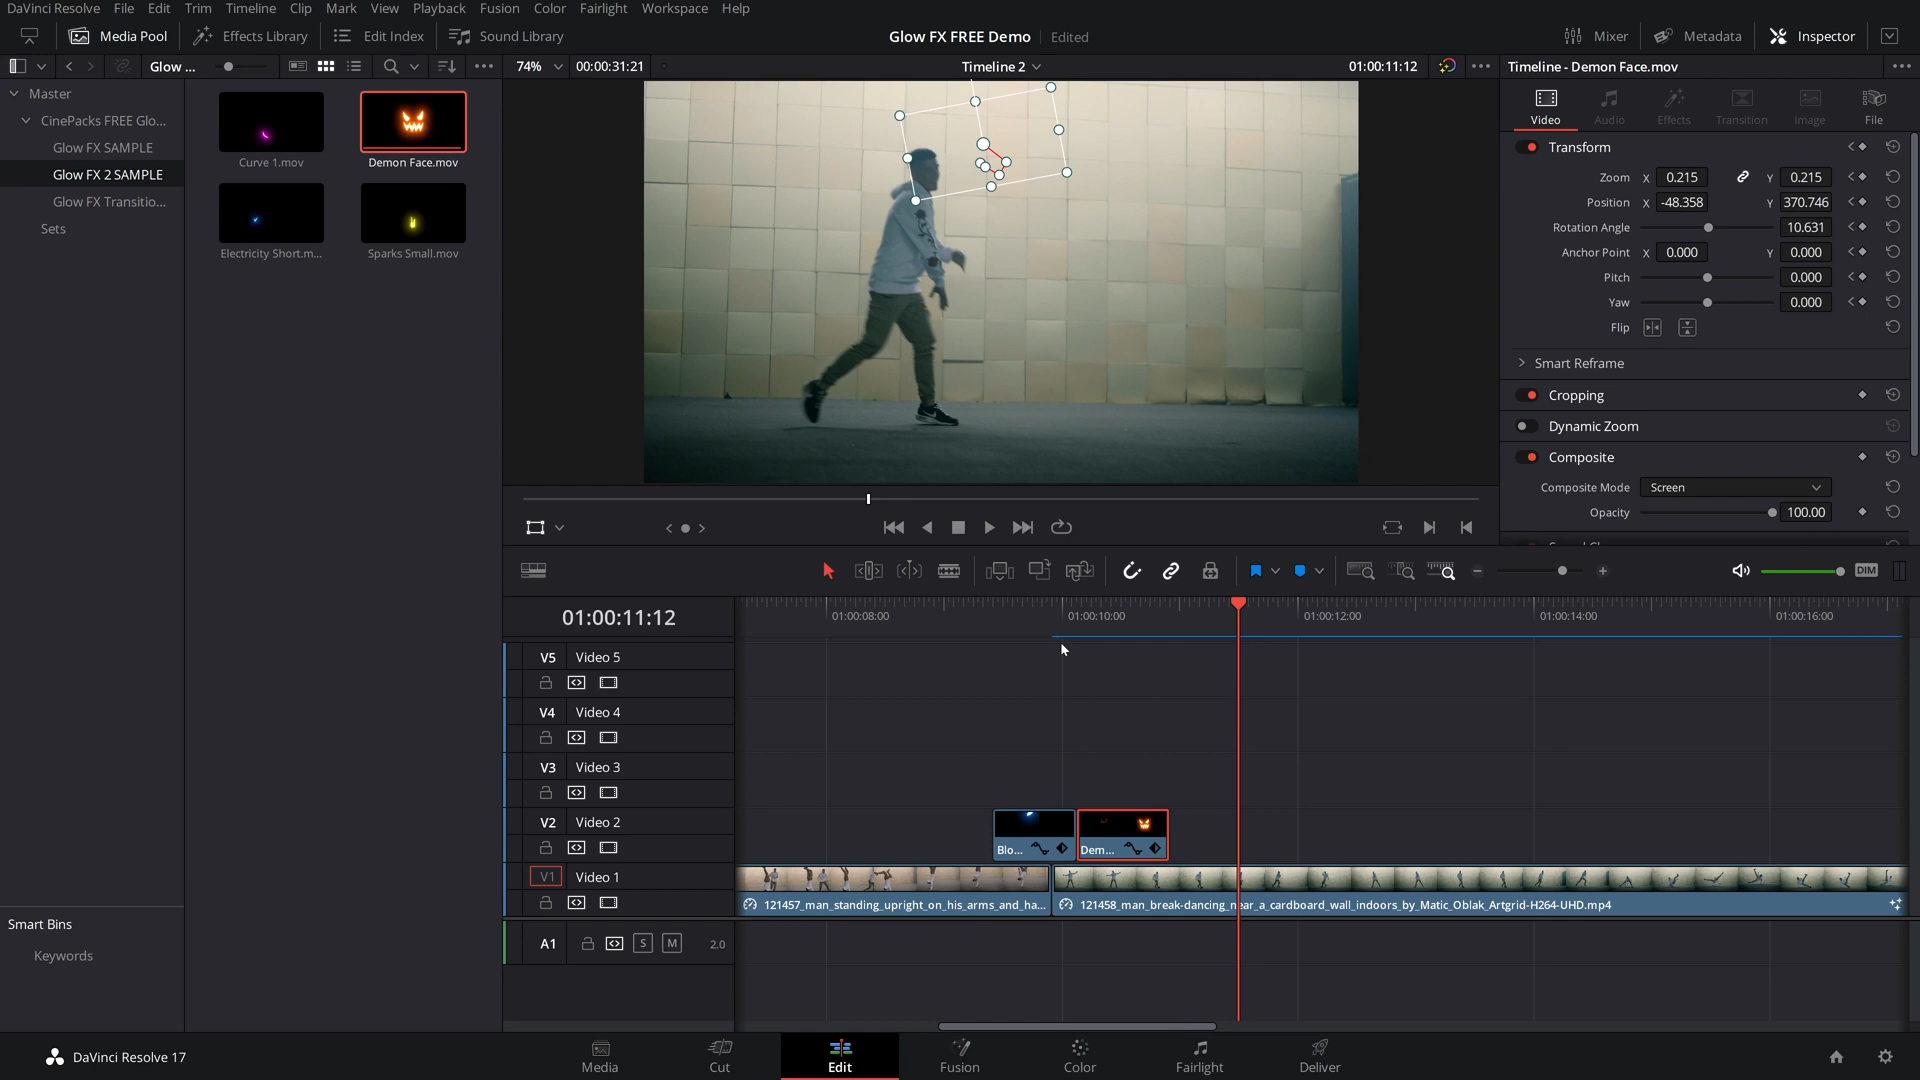 DaVinci Resolve File Edit Trim Timeline Clip Mark View Playback Fusion Color Fairlight Workspace Help
Media Pool Effects Library Edit Index Sound Library Glow FX FREE Demo Edited Mixer Metadata Inspector
Glow ... 74% 00:00:31:21 Timeline 2 01:00:11:12 Timeline - Demon Face.mov
Master
CinePacks FREE Glo...
Glow FX SAMPLE
Glow FX 2 SAMPLE
Glow FX Transitio...
Sets
Curve 1.mov Demon Face.mov
Electricity Short.m... Sparks Small.mov
Video Audio Effects Transition Image File
Transform
Zoom X 0.215 Y 0.215
Position X -48.358 Y 370.746
Rotation Angle 10.631
Anchor Point X 0.000 Y 0.000
Pitch 0.000
Yaw 0.000
Flip
Smart Reframe
Cropping
Dynamic Zoom
Composite
Composite Mode Screen
Opacity 100.00
DIM
01:00:11:12 01:00:08:00 01:00:10:00 01:00:12:00 01:00:14:00 01:00:16:00
V5 Video 5
V4 Video 4
V3 Video 3
V2 Video 2
Blo... Dem...
V1 Video 1
121457_man_standing_upright_on_his_arms_and_ha... 121458_man_break-dancing_near_a_cardboard_wall_indoors_by_Matic_Oblak_Artgrid-H264-UHD.mp4
A1 S M 2.0
Smart Bins
Keywords
DaVinci Resolve 17 Media Cut Edit Fusion Color Fairlight Deliver